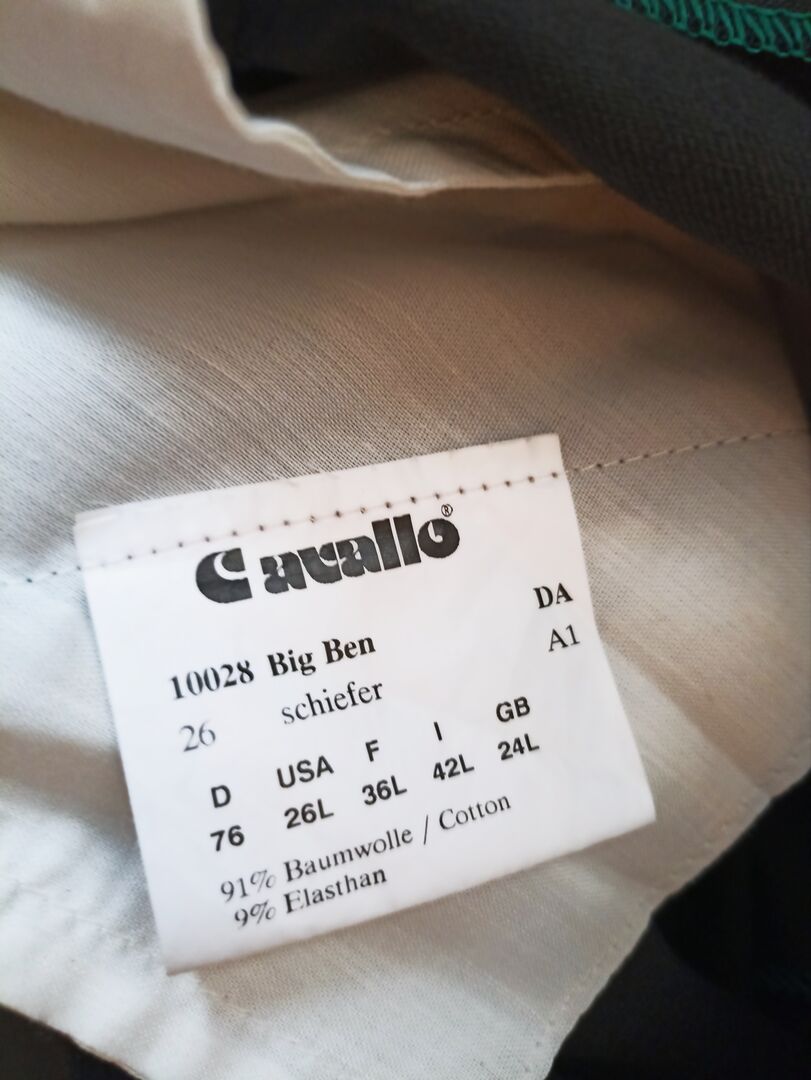 Cavallo®
DA
10028 Big Ben A1
26 schiefer
D USA F I GB
76 26L 36L 42L 24L
91% Baumwolle / Cotton
9% Elasthan